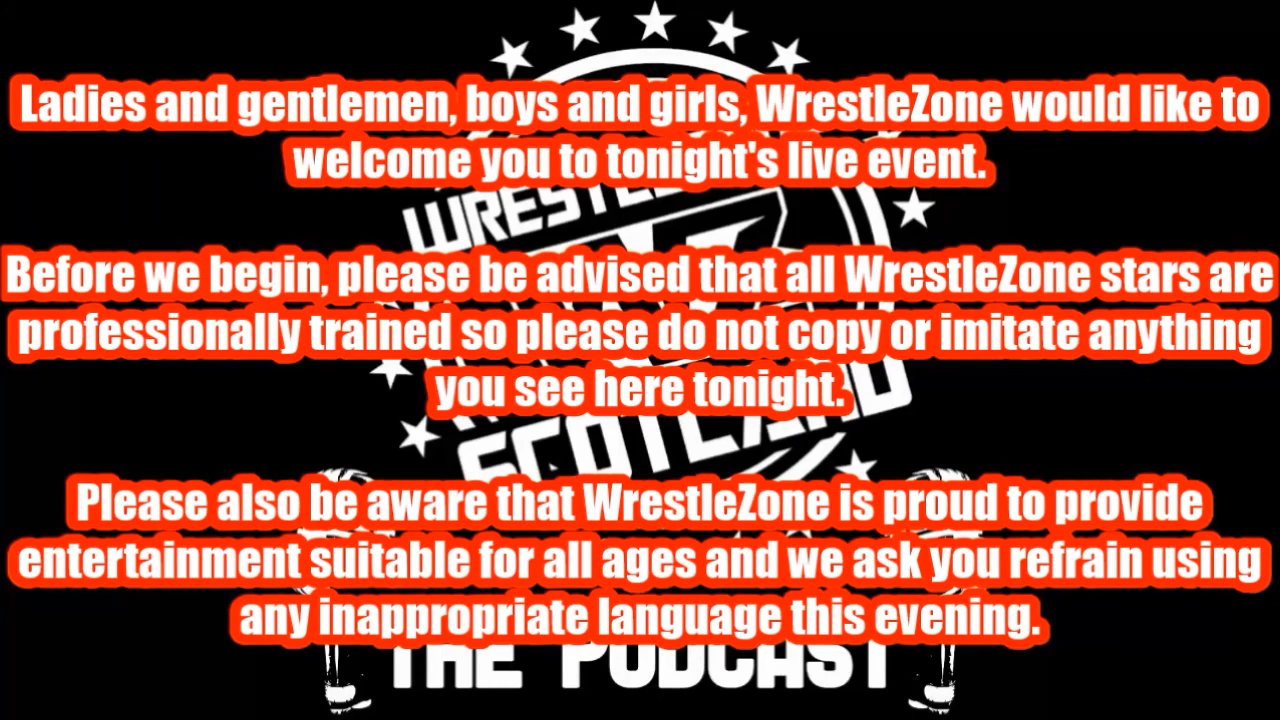 Ladies and gentlemen, boys and girls, WrestleZone would like to
welcome you to tonight's live event.
Before we begin, please be advised that all WrestleZone stars are
professionally trained so please do not copy or imitate anything
you see here tonight.
SCOTLAND
Please also be aware that WrestleZone is proud to provide
entertainment suitable for all ages and we ask you refrain using
any inappropriate language this evening.
THE PODCAST